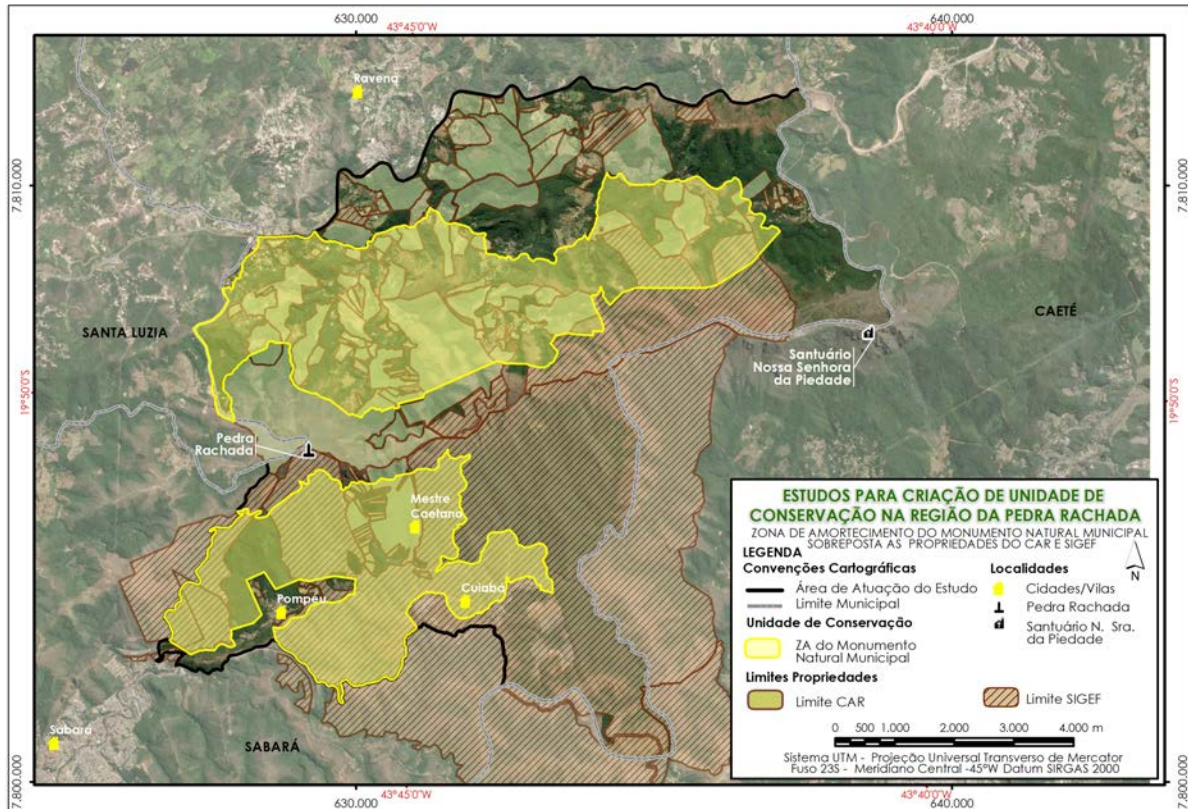 630.000
640.000
43°45'0"W
43°40'0"W
Ravena
7.810.000
7.810.000
SANTA LUZIA
CAETÉ
Santuário
Nossa Senhora
da Piedade
19°50'0"S
19°50'0"S
Pedra
Rachada
Mestre
Caetano
Pompéu
Cuiabá
Sabará
SABARÁ
ESTUDOS PARA CRIAÇÃO DE UNIDADE DE
CONSERVAÇÃO NA REGIÃO DA PEDRA RACHADA
ZONA DE AMORTECIMENTO DO MONUMENTO NATURAL MUNICIPAL
SOBREPOSTA AS PROPRIEDADES DO CAR E SIGEF
LEGENDA
Convenções Cartográficas
Área de Atuação do Estudo
Limite Municipal
Unidade de Conservação
ZA do Monumento
Natural Municipal
Limites Propriedades
Limite CAR
Limite SIGEF
Localidades
Cidades/Vilas
Pedra Rachada
Santuário N. Sra.
da Piedade
N
0 500 1.000 2.000 3.000 4.000 m
Sistema UTM - Projeção Universal Transverso de Mercator
Fuso 23S - Meridiano Central -45°W Datum SIRGAS 2000
7.800.000
7.800.000
630.000
43°45'0"W
43°40'0"W
640.000